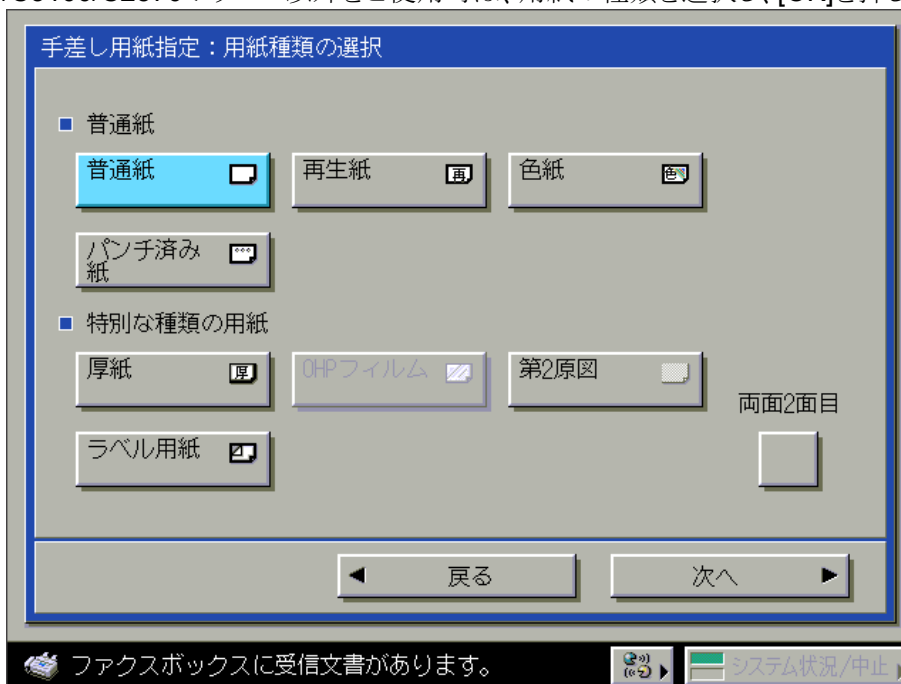 手差し用紙指定：用紙種類の選択
■ 普通紙
普通紙 再生紙 再 色紙 色
パンチ済み
紙
■ 特別な種類の用紙
厚紙 厚 OHPフィルム 第2原図
両面2面目
ラベル用紙
◀ 戻る 次へ ▶
ファクスボックスに受信文書があります。 システム状況/中止